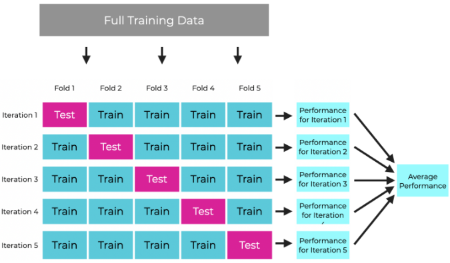 Full Training Data
Fold 1 Fold 2 Fold 3 Fold 4 Fold 5
Iteration 1 Test Train Train Train Train Performance for Iteration 1
Iteration 2 Train Test Train Train Train Performance for Iteration 2
Iteration 3 Train Train Test Train Train Performance for Iteration 3
Average Performance
Iteration 4 Train Train Train Test Train Performance for Iteration
Iteration 5 Train Train Train Train Test Performance for Iteration 5